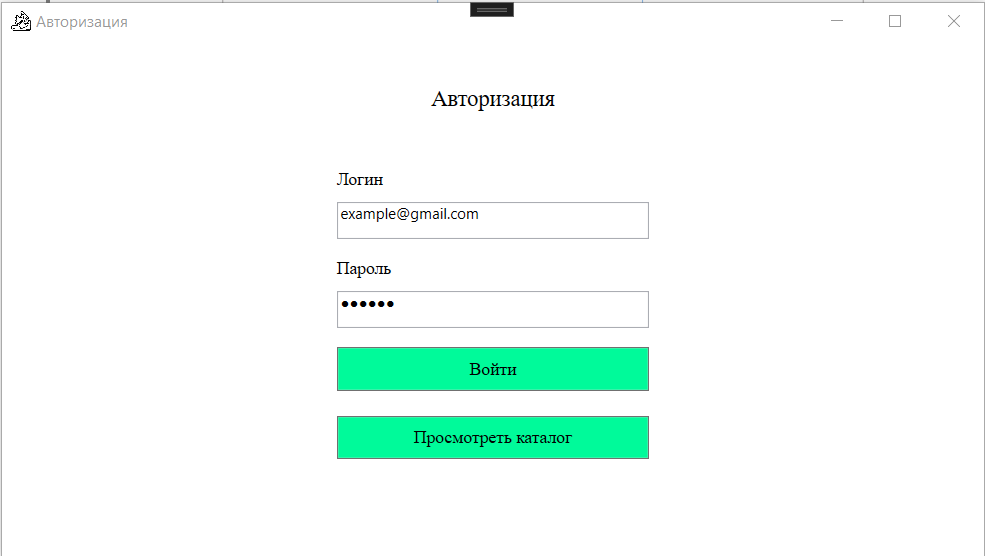 Авторизация
Авторизация
Логин
example@gmail.com
Пароль
••••••
Войти
Просмотреть каталог